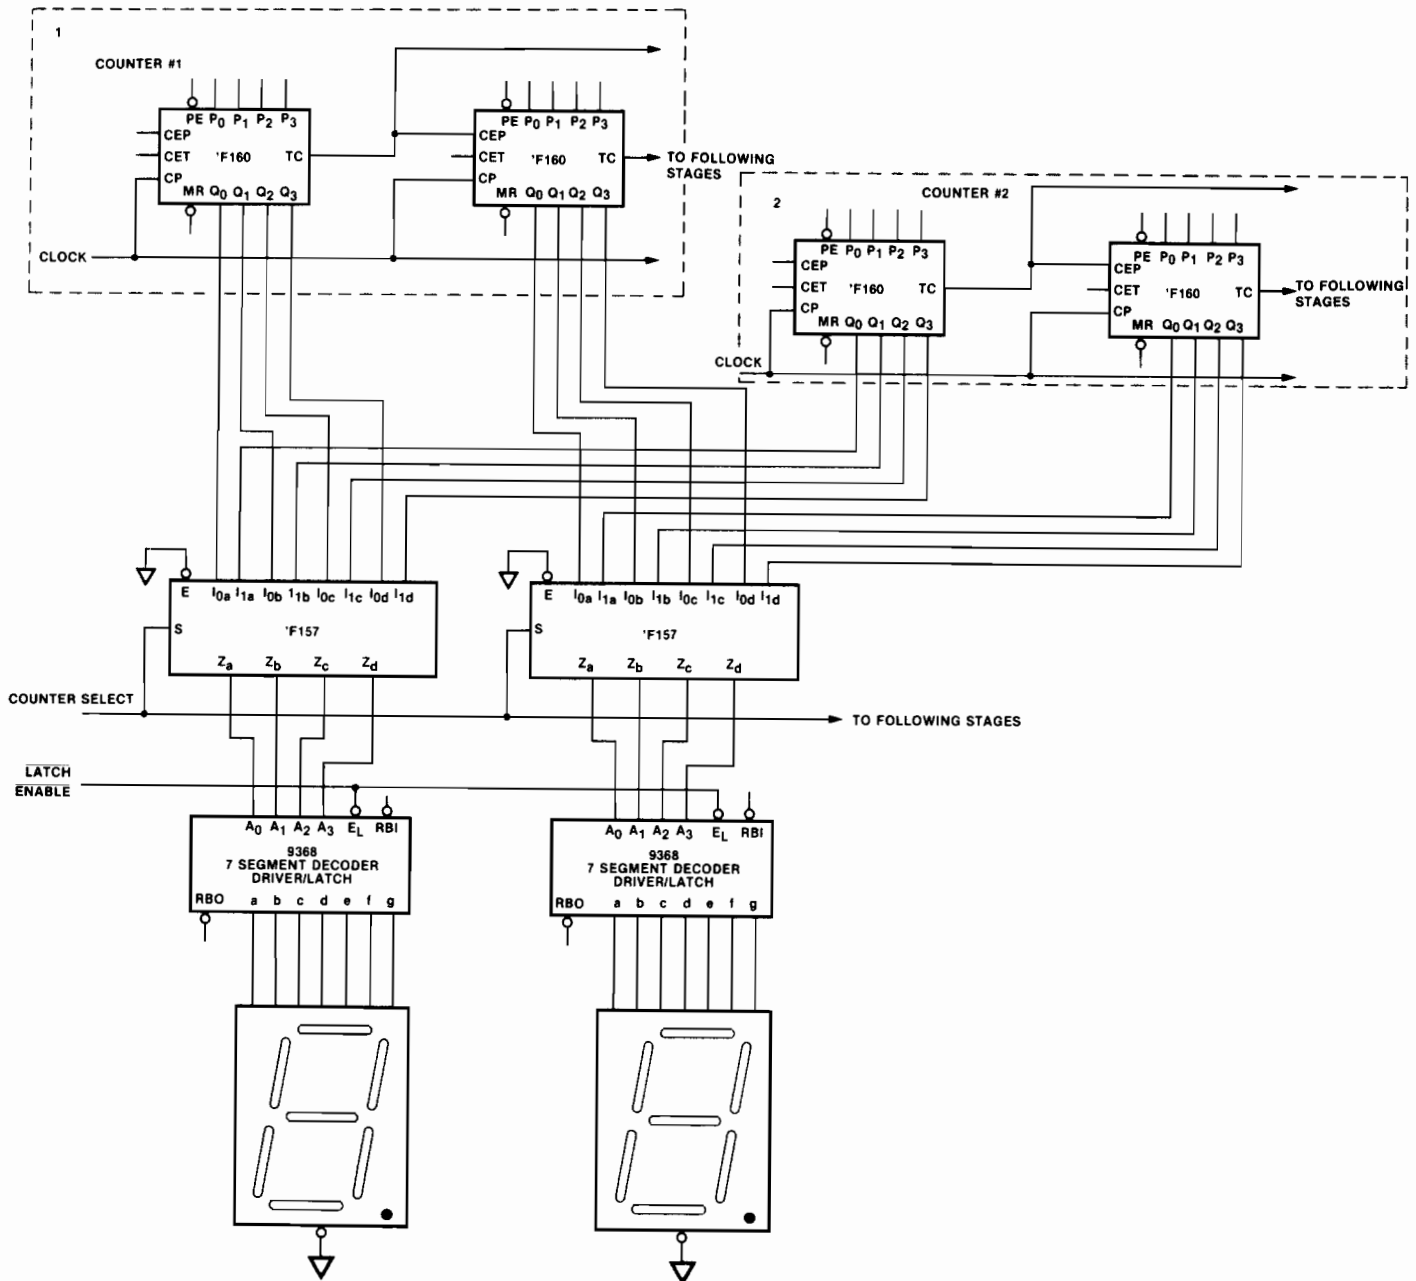 1
COUNTER #1
PE P0 P1 P2 P3
CEP
CET 'F160 TC
CP
MR Q0 Q1 Q2 Q3
PE P0 P1 P2 P3
CEP
CET 'F160 TC
CP
MR Q0 Q1 Q2 Q3
TO FOLLOWING
STAGES
CLOCK
2
COUNTER #2
PE P0 P1 P2 P3
CEP
CET 'F160 TC
CP
MR Q0 Q1 Q2 Q3
PE P0 P1 P2 P3
CEP
CET 'F160 TC
CP
MR Q0 Q1 Q2 Q3
TO FOLLOWING
STAGES
CLOCK
E I0a I1a I0b I1b I0c I1c I0d I1d
S 'F157
Za Zb Zc Zd
E I0a I1a I0b I1b I0c I1c I0d I1d
S 'F157
Za Zb Zc Zd
COUNTER SELECT
TO FOLLOWING STAGES
LATCH
ENABLE
A0 A1 A2 A3 EL RBI
9368
7 SEGMENT DECODER
DRIVER/LATCH
RBO a b c d e f g
A0 A1 A2 A3 EL RBI
9368
7 SEGMENT DECODER
DRIVER/LATCH
RBO a b c d e f g